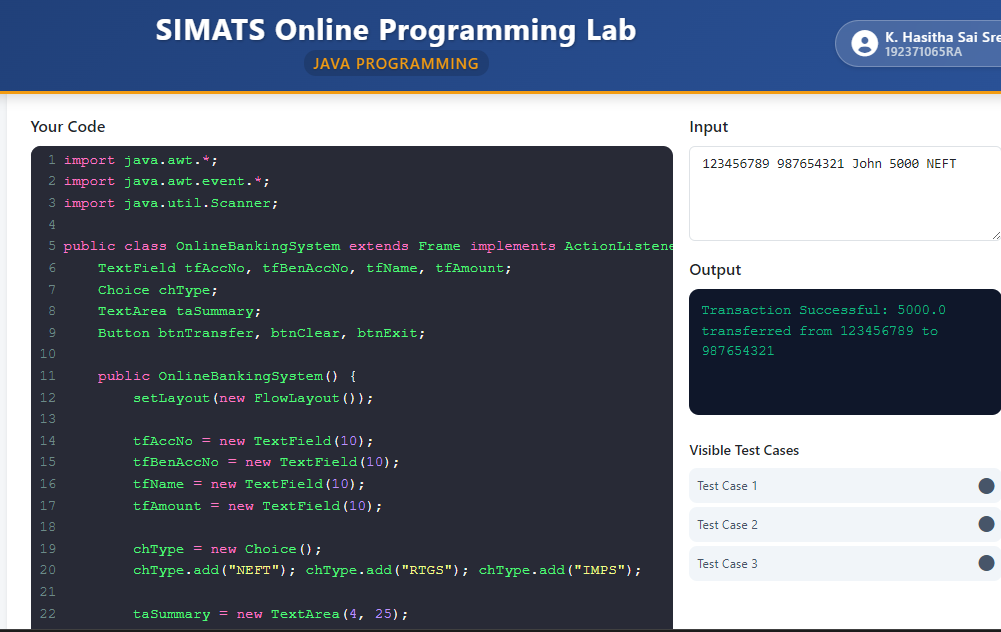 SIMATS Online Programming Lab
JAVA PROGRAMMING
K. Hasitha Sai Sre
192371065RA
Your Code
1 import java.awt.*;
2 import java.awt.event.*;
3 import java.util.Scanner;
4
5 public class OnlineBankingSystem extends Frame implements ActionListene
6     TextField tfAccNo, tfBenAccNo, tfName, tfAmount;
7     Choice chType;
8     TextArea taSummary;
9     Button btnTransfer, btnClear, btnExit;
10
11     public OnlineBankingSystem() {
12         setLayout(new FlowLayout());
13
14         tfAccNo = new TextField(10);
15         tfBenAccNo = new TextField(10);
16         tfName = new TextField(10);
17         tfAmount = new TextField(10);
18
19         chType = new Choice();
20         chType.add("NEFT"); chType.add("RTGS"); chType.add("IMPS");
21
22         taSummary = new TextArea(4, 25);
Input
123456789 987654321 John 5000 NEFT
Output
Transaction Successful: 5000.0
transferred from 123456789 to
987654321
Visible Test Cases
Test Case 1
Test Case 2
Test Case 3